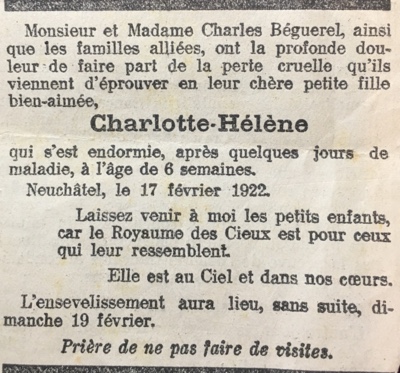 Monsieur et Madame Charles Béguerel, ainsi
que les familles alliées, ont la profonde dou-
leur de faire part de la perte cruelle qu'ils
viennent d'éprouver en leur chère petite fille
bien-aimée,
Charlotte-Hélène
qui s'est endormie, après quelques jours de
maladie, à l'âge de 6 semaines.
Neuchâtel, le 17 février 1922.
Laissez venir à moi les petits enfants,
car le Royaume des Cieux est pour ceux
qui leur ressemblent.
Elle est au Ciel et dans nos cœurs.
L'ensevelissement aura lieu, sans suite, di-
manche 19 février.
Prière de ne pas faire de visites.